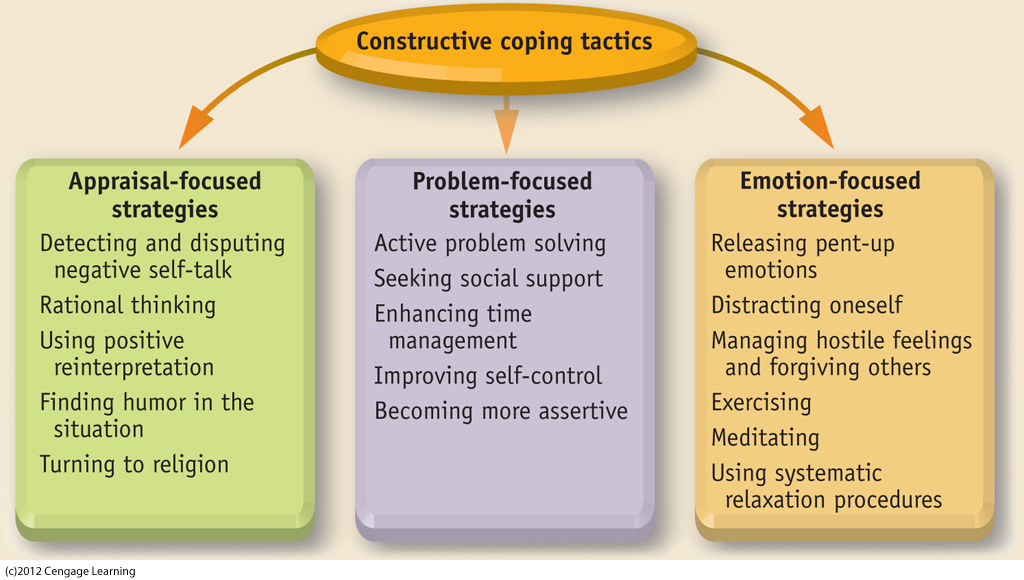 Constructive coping tactics
Appraisal-focused
strategies
Detecting and disputing
negative self-talk
Rational thinking
Using positive
reinterpretation
Finding humor in the
situation
Turning to religion
Problem-focused
strategies
Active problem solving
Seeking social support
Enhancing time
management
Improving self-control
Becoming more assertive
Emotion-focused
strategies
Releasing pent-up
emotions
Distracting oneself
Managing hostile feelings
and forgiving others
Exercising
Meditating
Using systematic
relaxation procedures
(c)2012 Cengage Learning